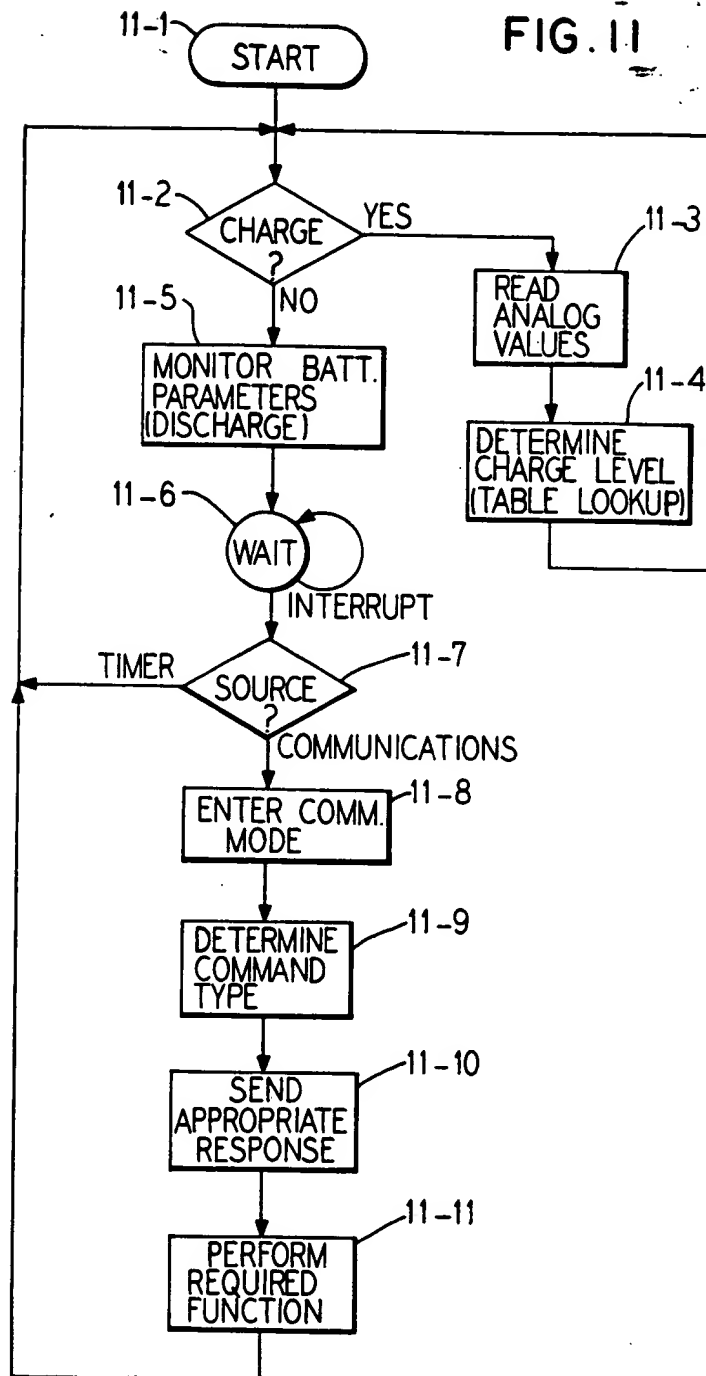 FIG. 11
11-1
START
11-2
CHARGE
?
YES
NO
11-3
READ
ANALOG
VALUES
11-4
DETERMINE
CHARGE LEVEL
(TABLE LOOKUP)
11-5
MONITOR BATT.
PARAMETERS
(DISCHARGE)
11-6
WAIT
INTERRUPT
11-7
TIMER
SOURCE
?
COMMUNICATIONS
11-8
ENTER COMM.
MODE
11-9
DETERMINE
COMMAND
TYPE
11-10
SEND
APPROPRIATE
RESPONSE
11-11
PERFORM
REQUIRED
FUNCTION